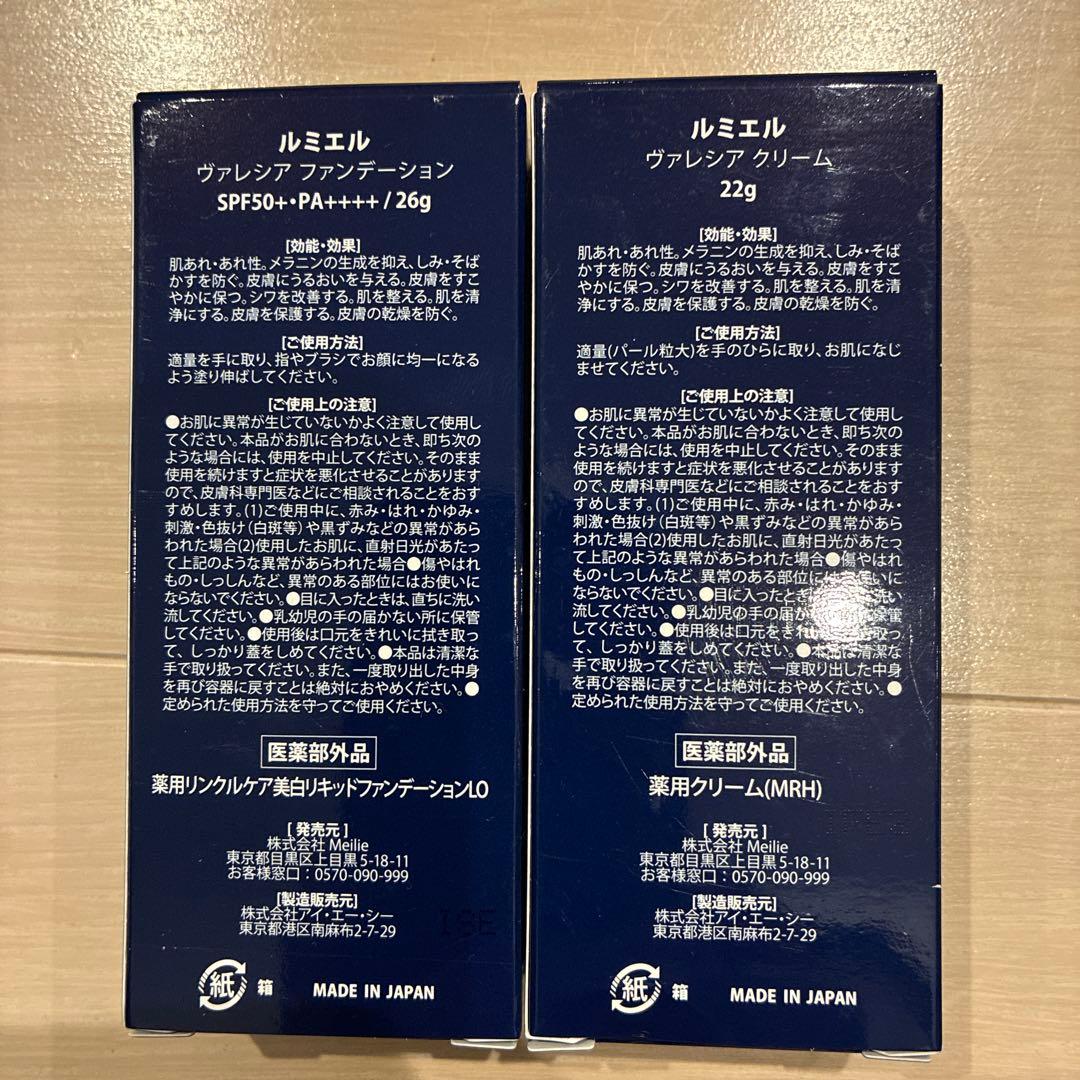 ルミエル
ヴァレシア ファンデーション
SPF50+・PA++++ / 26g
[効能・効果]
肌あれ・あれ性。メラニンの生成を抑え、しみ・そば
かすを防ぐ。皮膚にうるおいを与える。皮膚をすこ
やかに保つ。シワを改善する。肌を整える。肌を清
浄にする。皮膚を保護する。皮膚の乾燥を防ぐ。
[ご使用方法]
適量を手に取り、指やブラシでお顔に均一になる
よう塗り伸ばしてください。
[ご使用上の注意]
●お肌に異常が生じていないかよく注意して使用し
てください。本品がお肌に合わないとき、即ち次の
ような場合には、使用を中止してください。そのまま
使用を続けますと症状を悪化させることがあります
ので、皮膚科専門医などにご相談されることをおす
すめします。(1)ご使用中に、赤み・はれ・かゆみ・
刺激・色抜け(白斑等)や黒ずみなどの異常があら
われた場合(2)使用したお肌に、直射日光があたっ
て上記のような異常があらわれた場合●傷やはれ
もの・しっしんなど、異常のある部位にはお使いに
ならないでください。●目に入ったときは、直ちに洗い
流してください。●乳幼児の手の届かない所に保管
してください。●使用後は口元をきれいに拭き取っ
て、しっかり蓋をしめてください。●本品は清潔な
手で取り扱ってください。また、一度取り出した中身
を再び容器に戻すことは絶対におやめください。●
定められた使用方法を守ってご使用ください。
医薬部外品
薬用リンクルケア美白リキッドファンデーションLO
[ 発売元 ]
株式会社 Meilie
東京都目黒区上目黒 5-18-11
お客様窓口：0570-090-999
[製造販売元]
株式会社アイ・エー・シー
東京都港区南麻布2-7-29
紙 箱 MADE IN JAPAN
ルミエル
ヴァレシア クリーム
22g
[効能・効果]
肌あれ・あれ性。メラニンの生成を抑え、しみ・そば
かすを防ぐ。皮膚にうるおいを与える。皮膚をすこ
やかに保つ。シワを改善する。肌を整える。肌を清
浄にする。皮膚を保護する。皮膚の乾燥を防ぐ。
[ご使用方法]
適量(パール粒大)を手のひらに取り、お肌になじ
ませてください。
[ご使用上の注意]
●お肌に異常が生じていないかよく注意して使用し
てください。本品がお肌に合わないとき、即ち次の
ような場合には、使用を中止してください。そのまま
使用を続けますと症状を悪化させることがあります
ので、皮膚科専門医などにご相談されることをおす
すめします。(1)ご使用中に、赤み・はれ・かゆみ・
刺激・色抜け(白斑等)や黒ずみなどの異常があら
われた場合(2)使用したお肌に、直射日光があたっ
て上記のような異常があらわれた場合●傷やはれ
もの・しっしんなど、異常のある部位にはお使いに
ならないでください。●目に入ったときは、直ちに洗い
流してください。●乳幼児の手の届かない所に保管
してください。●使用後は口元をきれいに拭き取っ
て、しっかり蓋をしめてください。●本品は清潔な
手で取り扱ってください。また、一度取り出した中身
を再び容器に戻すことは絶対におやめください。●
定められた使用方法を守ってご使用ください。
医薬部外品
薬用クリーム(MRH)
[ 発売元 ]
株式会社 Meilie
東京都目黒区上目黒 5-18-11
お客様窓口：0570-090-999
[製造販売元]
株式会社アイ・エー・シー
東京都港区南麻布2-7-29
紙 箱 MADE IN JAPAN